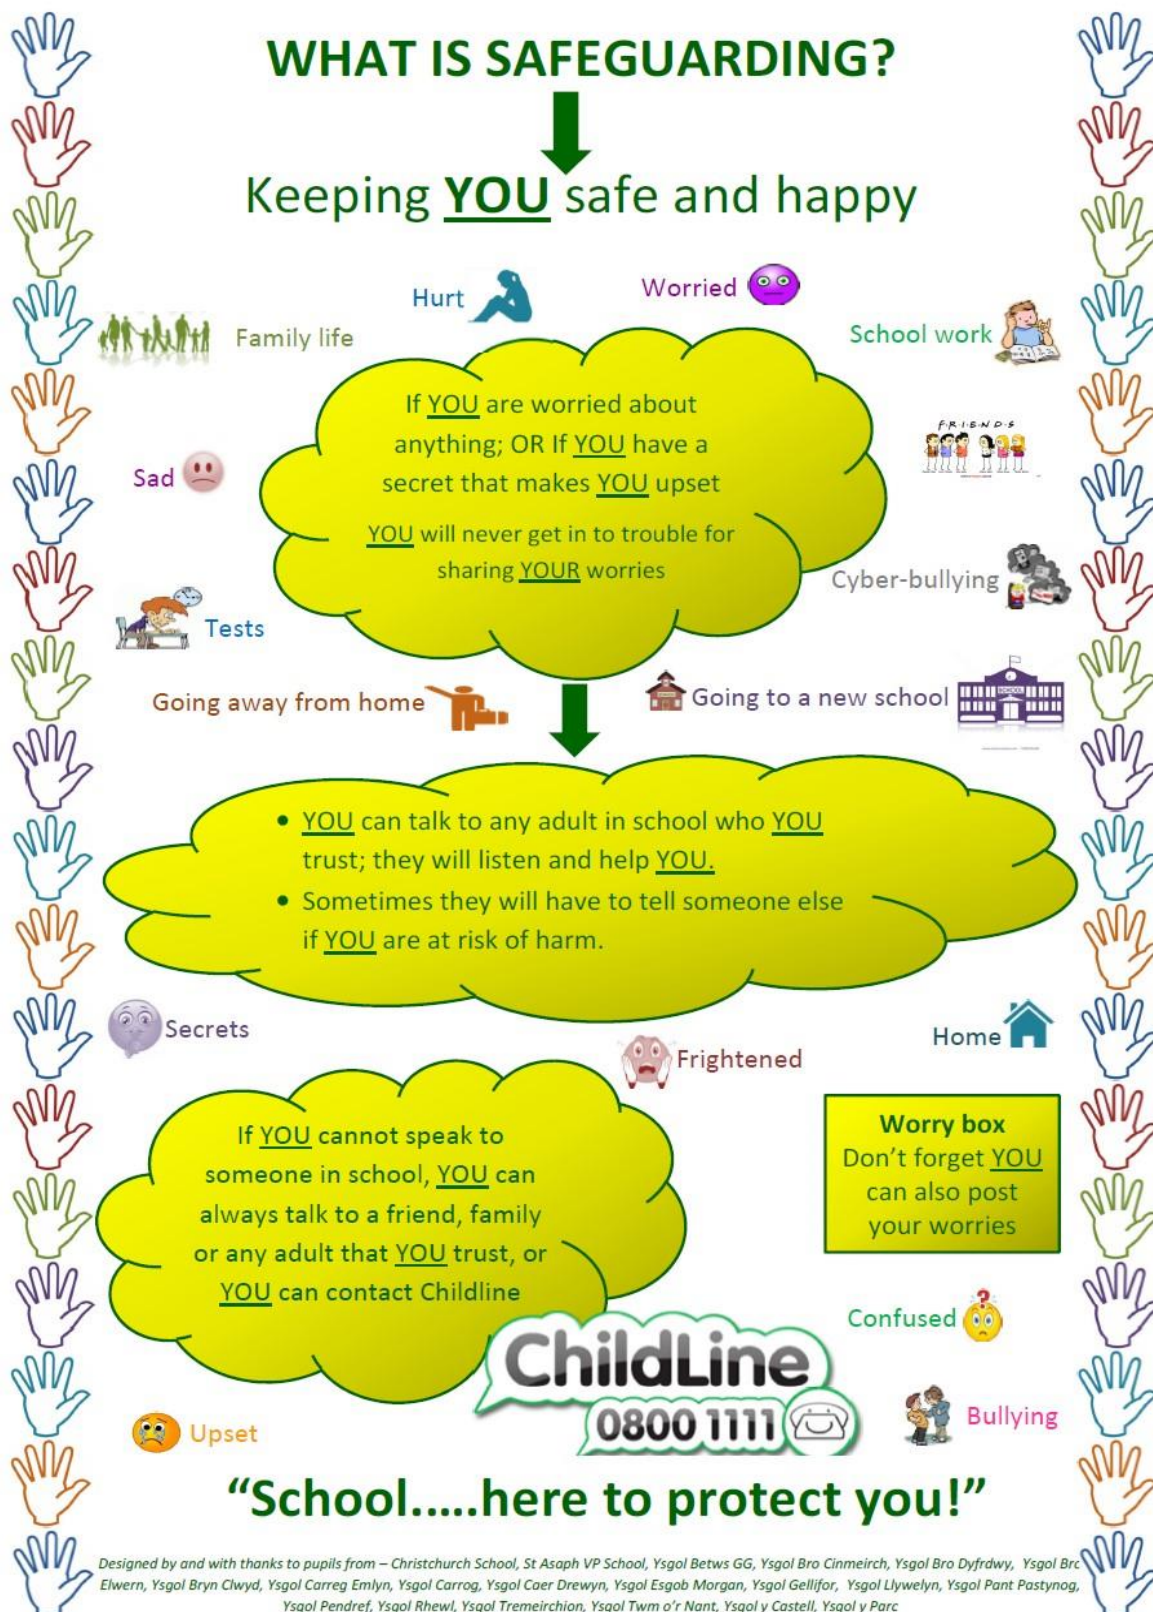 WHAT IS SAFEGUARDING?
Keeping YOU safe and happy
Hurt
Worried
Family life
School work
F·R·I·E·N·D·S
If YOU are worried about
anything; OR If YOU have a
secret that makes YOU upset
YOU will never get in to trouble for
sharing YOUR worries
Sad
Cyber-bullying
Tests
Going away from home
Going to a new school
SCHOOL
• YOU can talk to any adult in school who YOU
trust; they will listen and help YOU.
• Sometimes they will have to tell someone else
if YOU are at risk of harm.
Secrets
Frightened
Home
If YOU cannot speak to
someone in school, YOU can
always talk to a friend, family
or any adult that YOU trust, or
YOU can contact Childline
Worry box
Don't forget YOU
can also post
your worries
Confused
ChildLine
0800 1111
Bullying
Upset
“School.....here to protect you!”
Designed by and with thanks to pupils from – Christchurch School, St Asaph VP School, Ysgol Betws GG, Ysgol Bro Cinmeirch, Ysgol Bro Dyfrdwy, Ysgol Bro
Elwern, Ysgol Bryn Clwyd, Ysgol Carreg Emlyn, Ysgol Carrog, Ysgol Caer Drewyn, Ysgol Esgob Morgan, Ysgol Gellifor, Ysgol Llywelyn, Ysgol Pant Pastynog,
Ysgol Pendref, Ysgol Rhewl, Ysgol Tremeirchion, Ysgol Twm o'r Nant, Ysgol y Castell, Ysgol y Parc